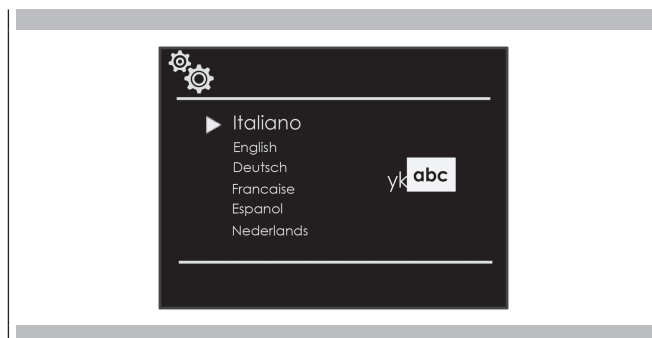 Italiano
English
Deutsch
Francaise
Espanol
Nederlands
yk abc